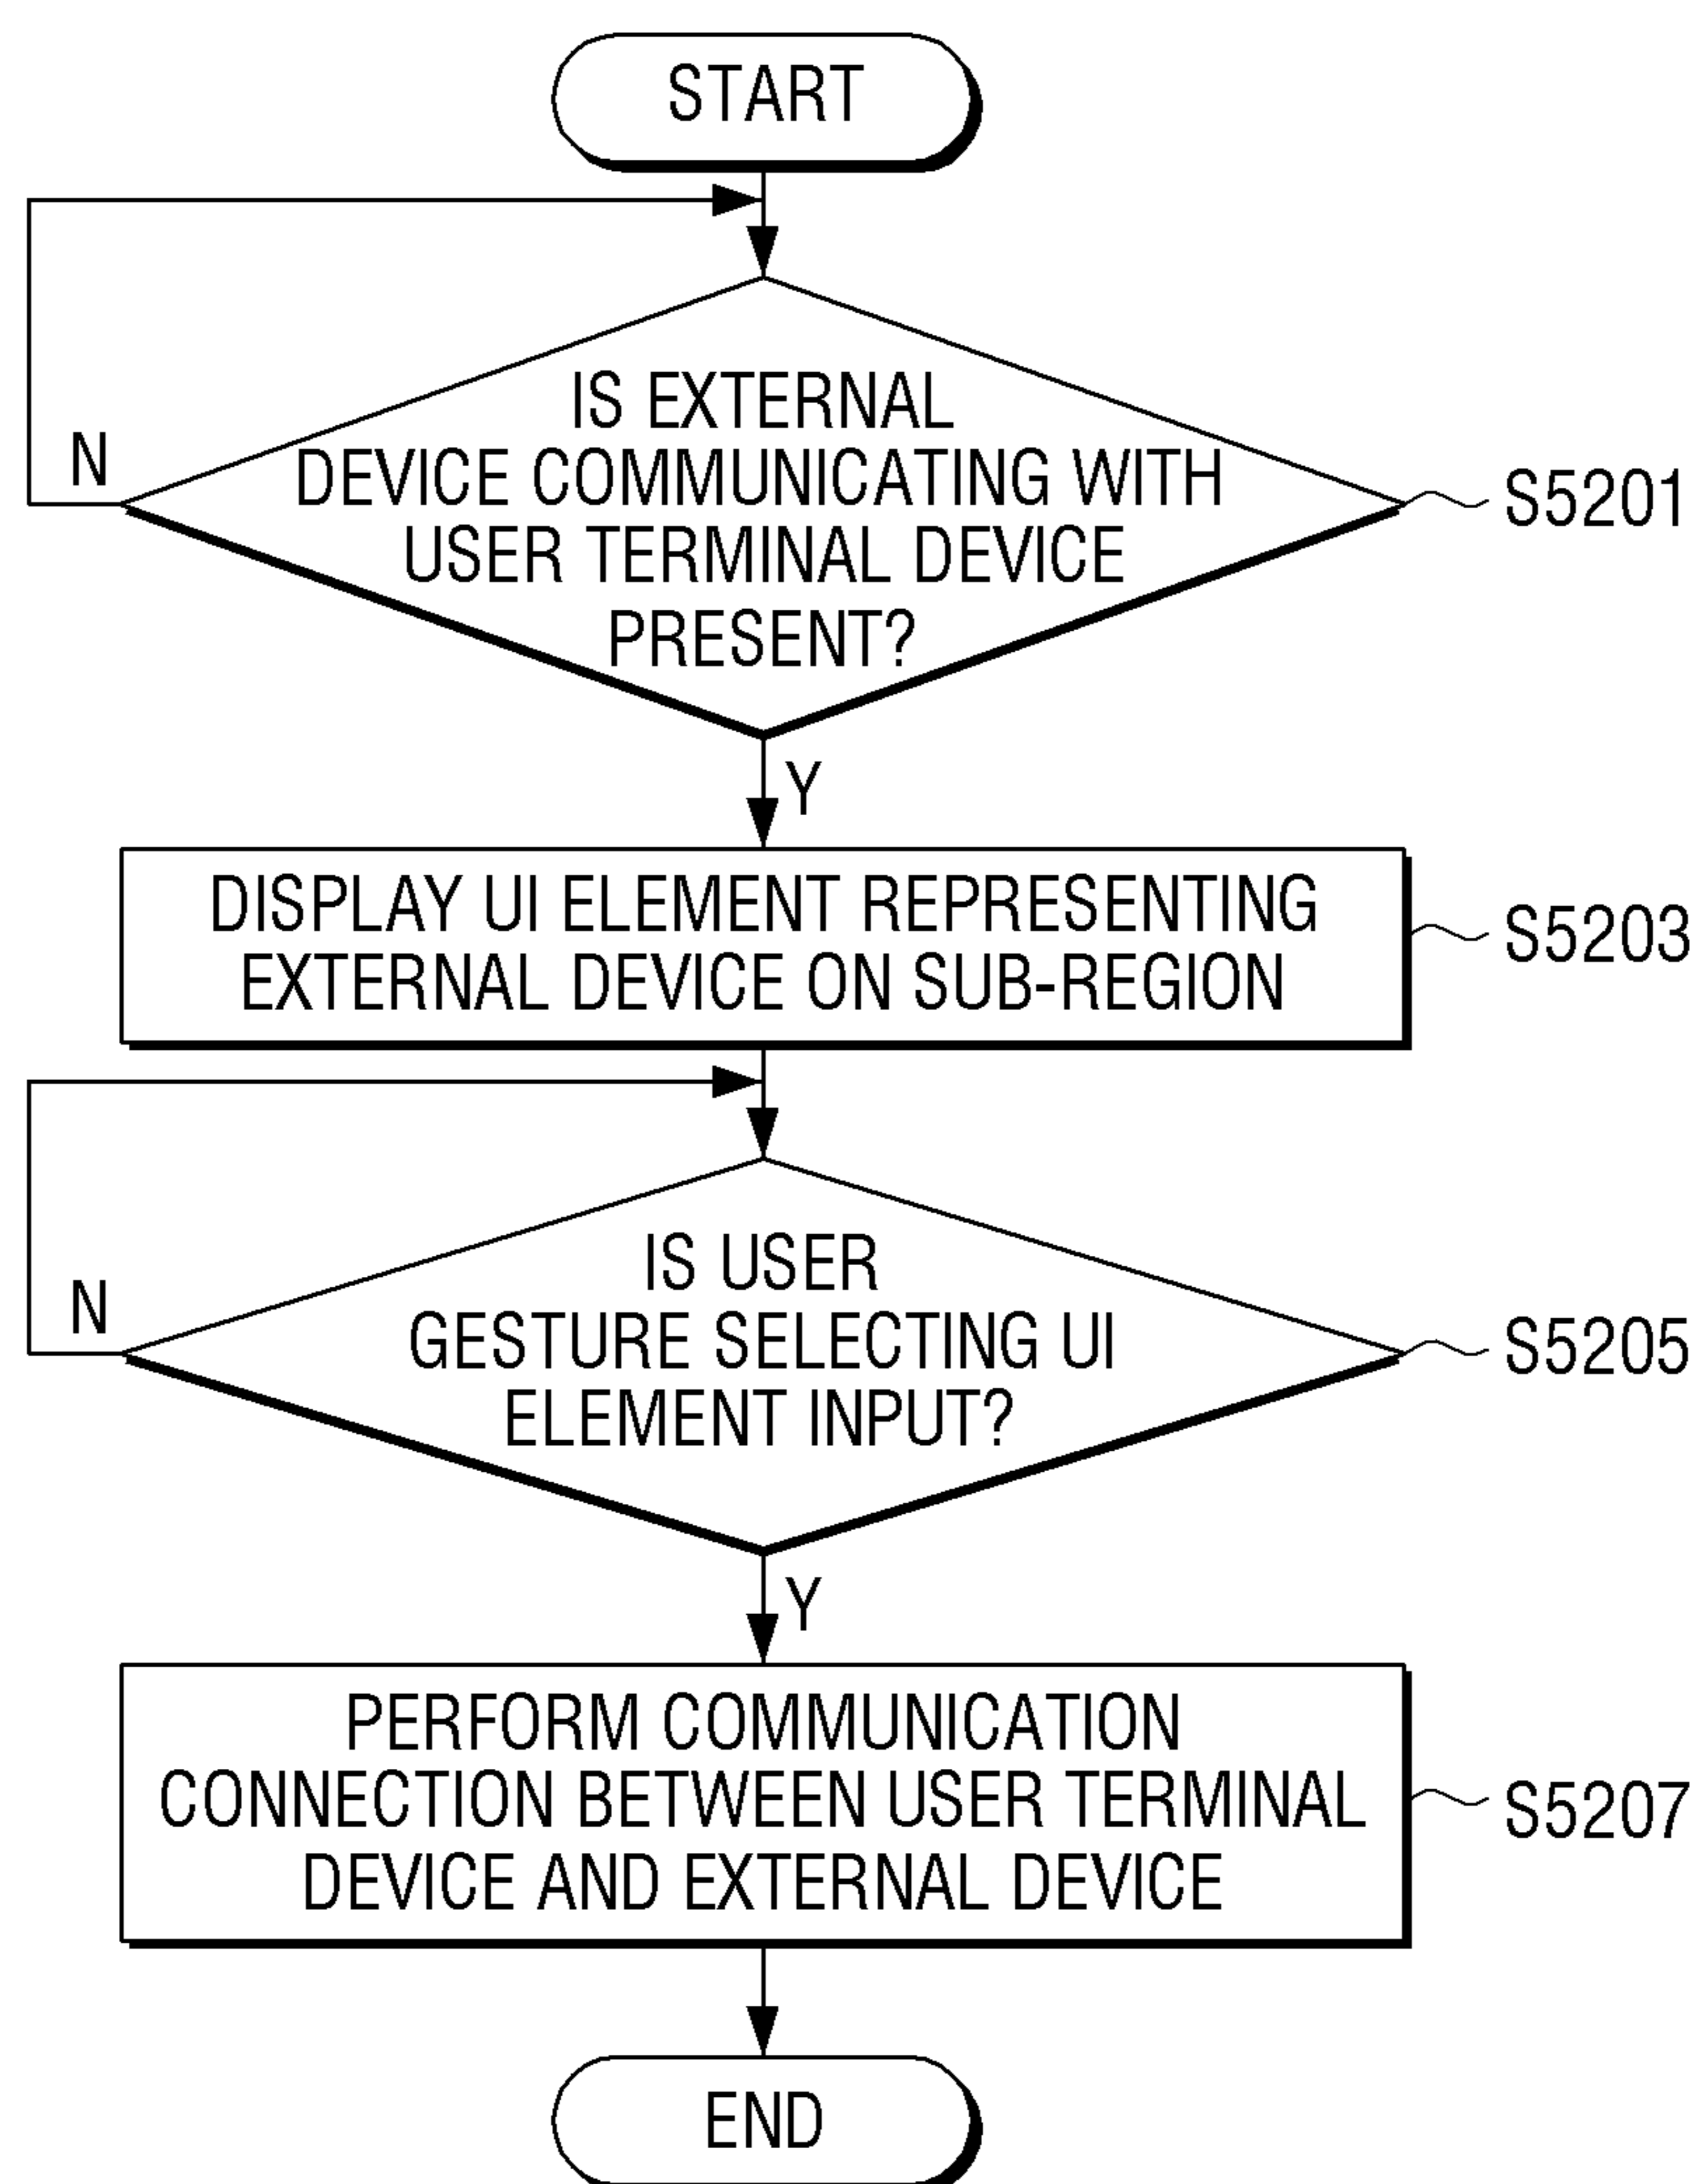 START
IS EXTERNAL
DEVICE COMMUNICATING WITH
USER TERMINAL DEVICE
PRESENT?
N
S5201
Y
DISPLAY UI ELEMENT REPRESENTING
EXTERNAL DEVICE ON SUB-REGION
S5203
IS USER
GESTURE SELECTING UI
ELEMENT INPUT?
N
S5205
Y
PERFORM COMMUNICATION
CONNECTION BETWEEN USER TERMINAL
DEVICE AND EXTERNAL DEVICE
S5207
END